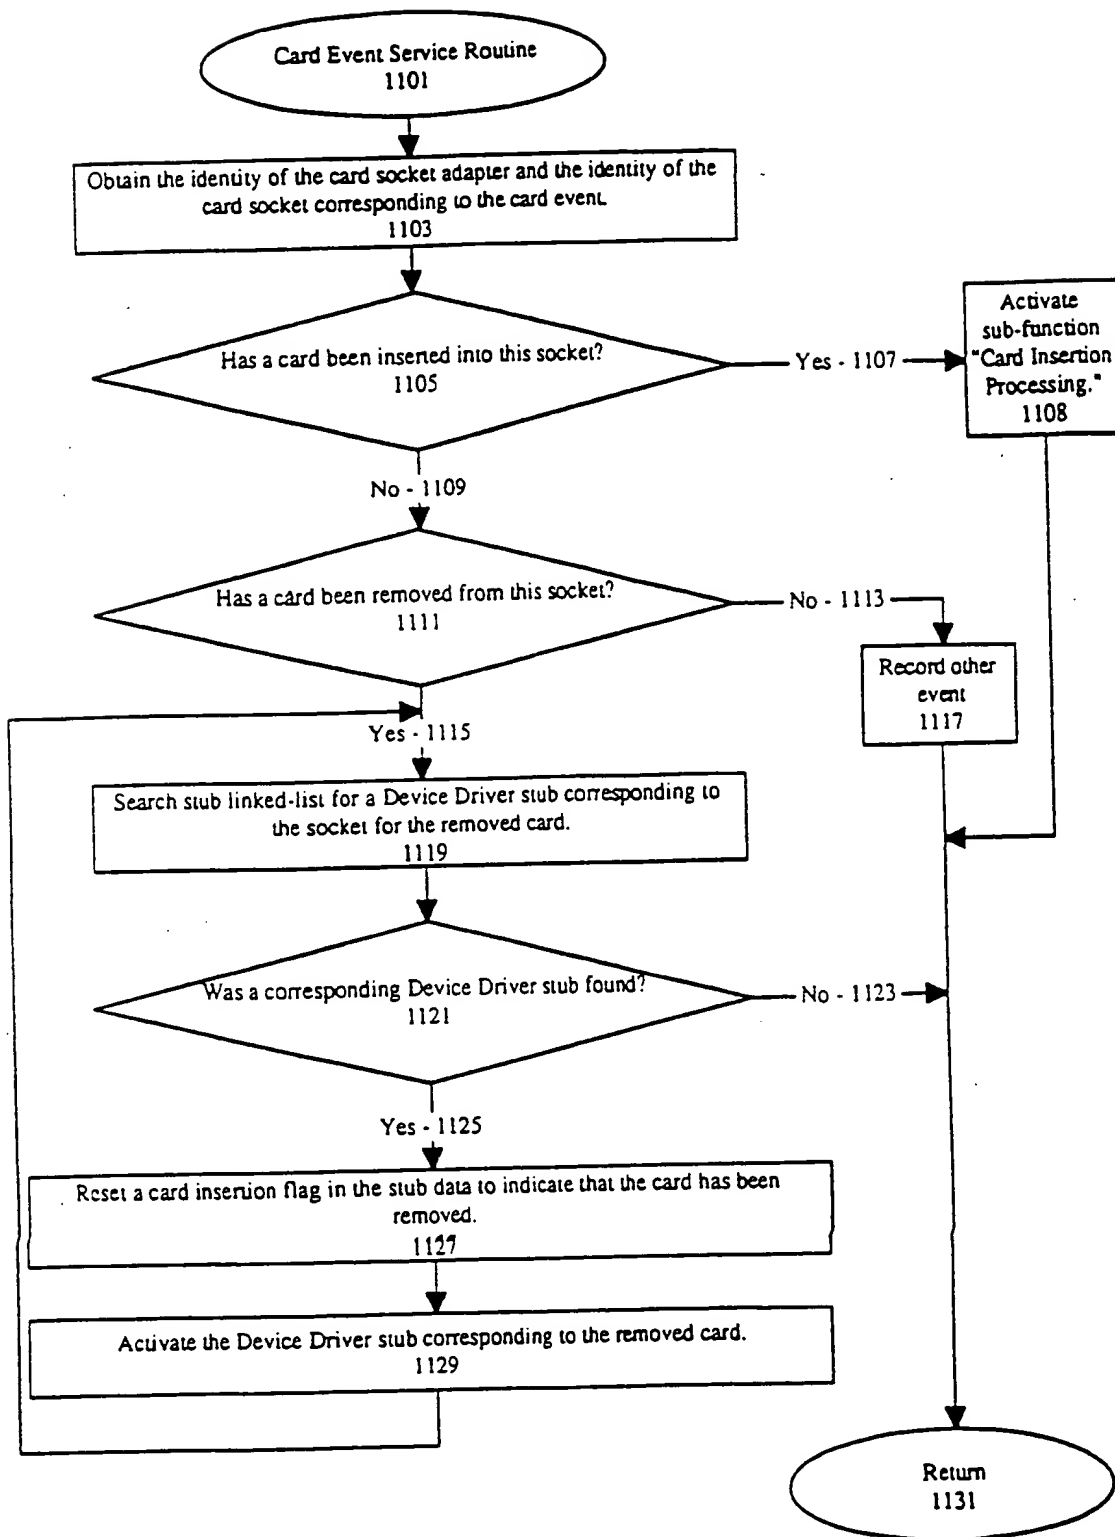 Card Event Service Routine
1101
Obtain the identity of the card socket adapter and the identity of the
card socket corresponding to the card event.
1103
Has a card been inserted into this socket?
1105
Yes - 1107
Activate
sub-function
"Card Insertion
Processing."
1108
No - 1109
Has a card been removed from this socket?
1111
No - 1113
Record other
event
1117
Yes - 1115
Search stub linked-list for a Device Driver stub corresponding to
the socket for the removed card.
1119
Was a corresponding Device Driver stub found?
1121
No - 1123
Yes - 1125
Reset a card insertion flag in the stub data to indicate that the card has been
removed.
1127
Activate the Device Driver stub corresponding to the removed card.
1129
Return
1131